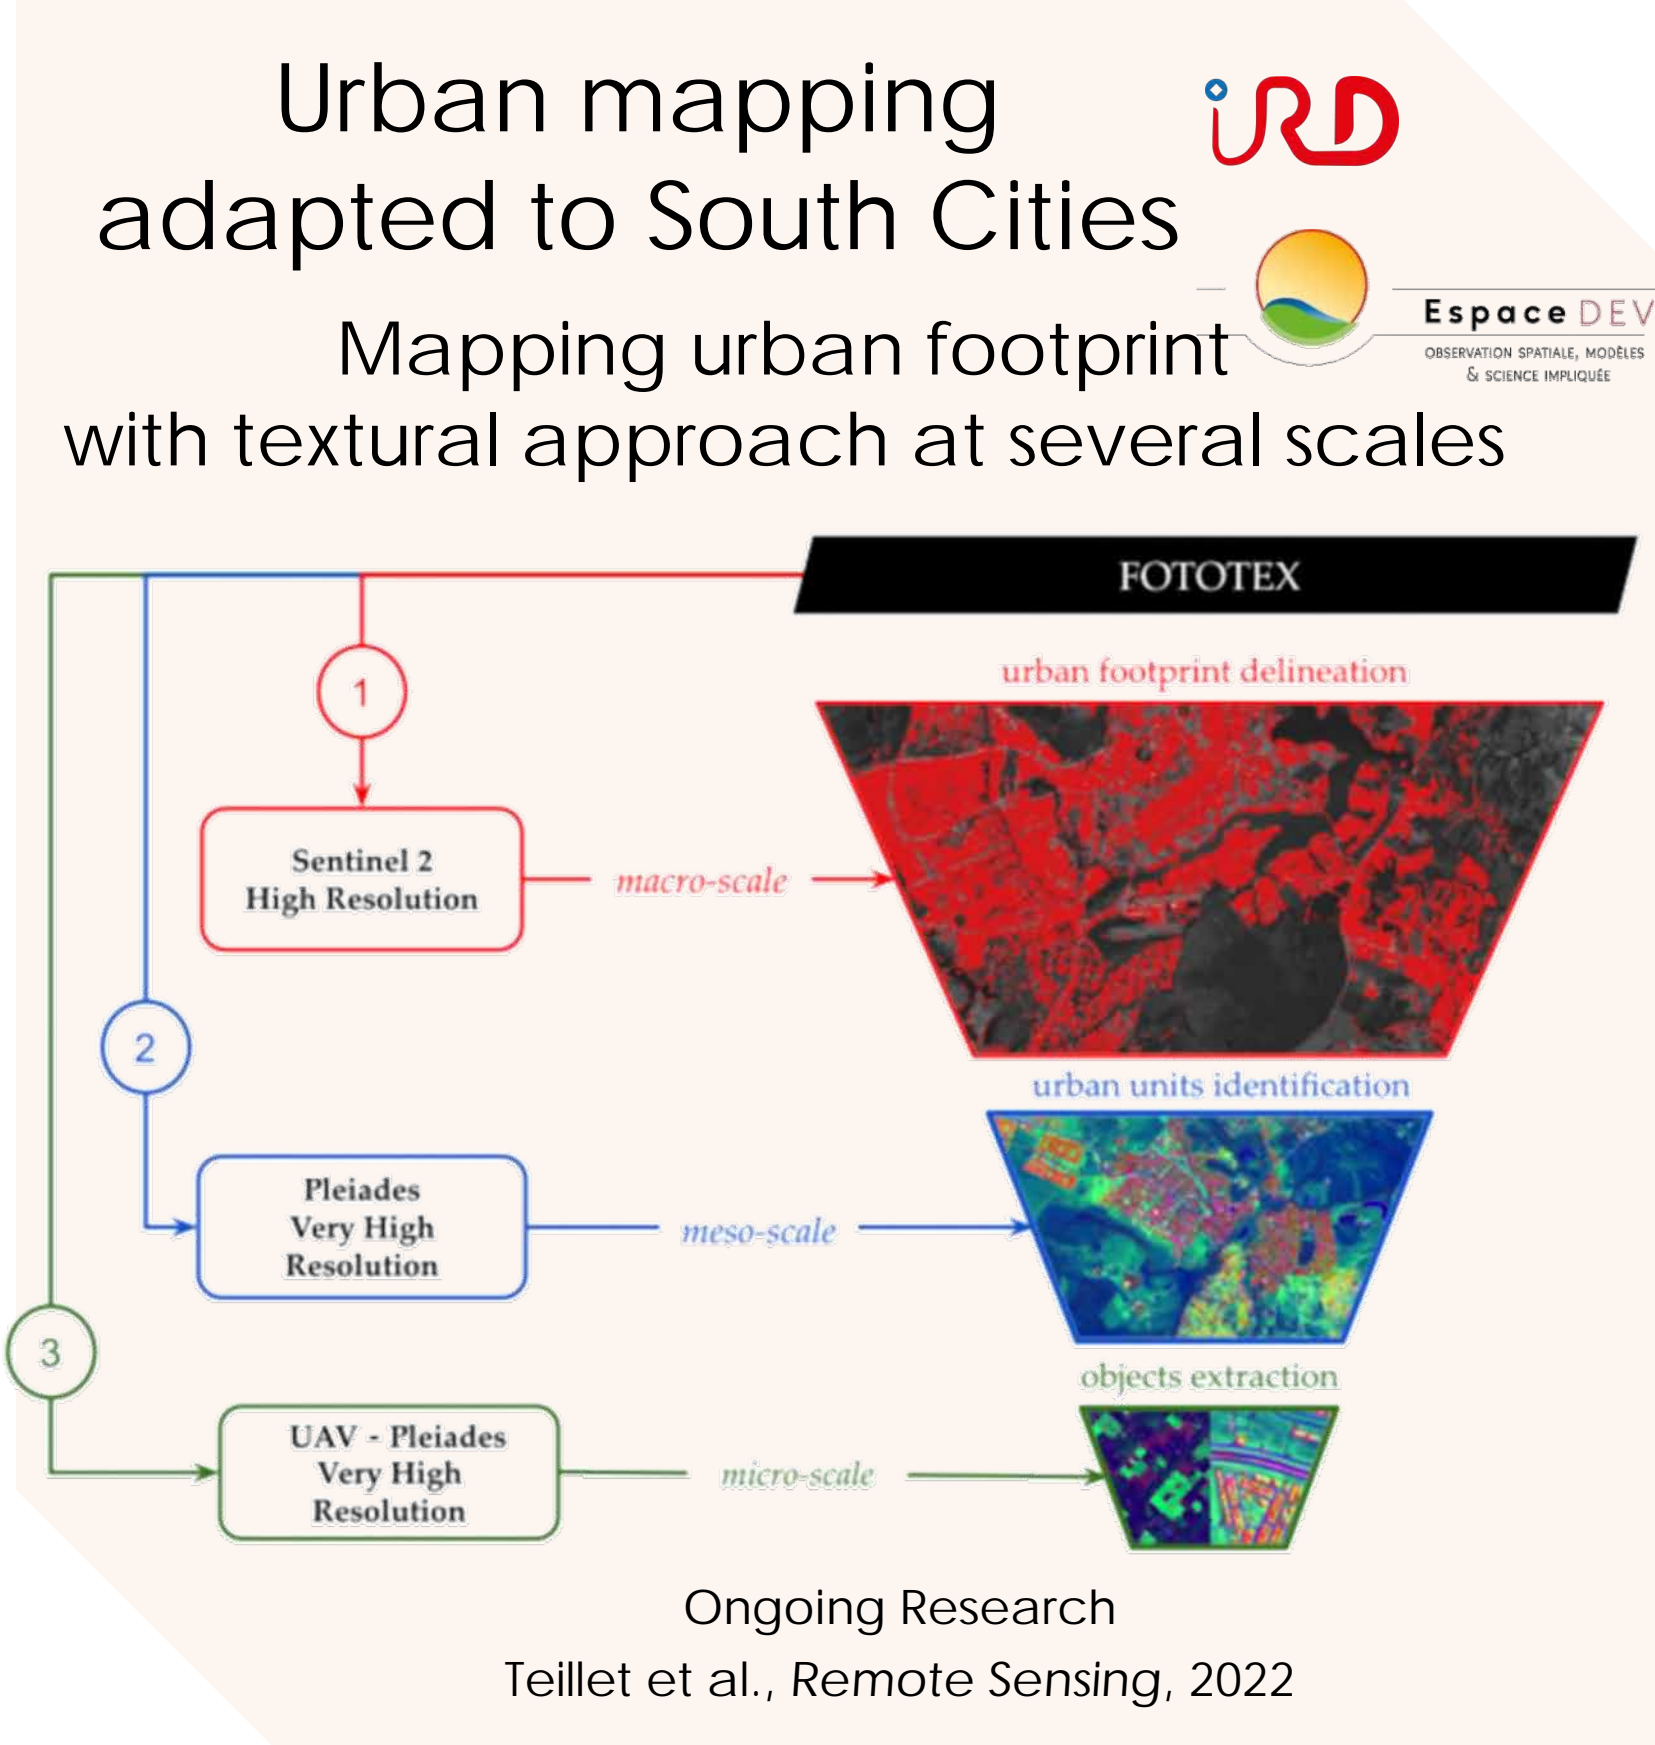 Urban mapping
adapted to South Cities
iRD
Espace DEV
OBSERVATION SPATIALE, MODÈLES
& SCIENCE IMPLIQUÉE
Mapping urban footprint
with textural approach at several scales
FOTOTEX
urban footprint delineation
1
Sentinel 2
High Resolution
macro-scale
2
urban units identification
Pleiades
Very High
Resolution
meso-scale
3
objects extraction
UAV - Pleiades
Very High
Resolution
micro-scale
Ongoing Research
Teillet et al., Remote Sensing, 2022